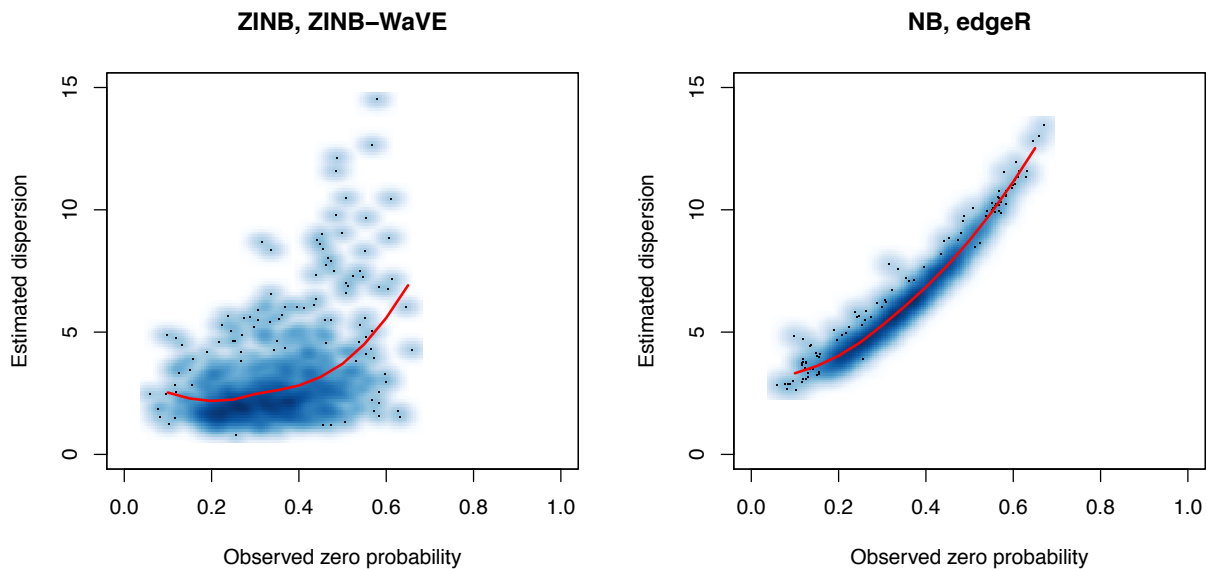 ZINB, ZINB−WaVE
Estimated dispersion
15
10
5
0
0.0 0.2 0.4 0.6 0.8 1.0
Observed zero probability
NB, edgeR
Estimated dispersion
15
10
5
0
0.0 0.2 0.4 0.6 0.8 1.0
Observed zero probability